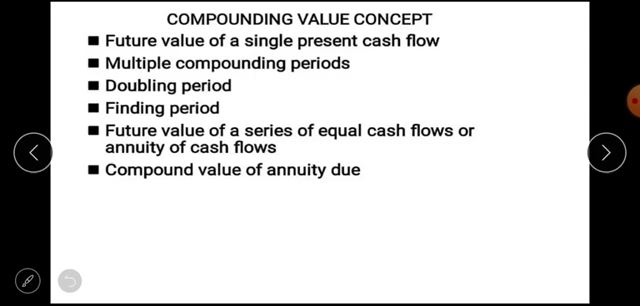 COMPOUNDING VALUE CONCEPT
■ Future value of a single present cash flow
■ Multiple compounding periods
■ Doubling period
■ Finding period
■ Future value of a series of equal cash flows or
annuity of cash flows
■ Compound value of annuity due